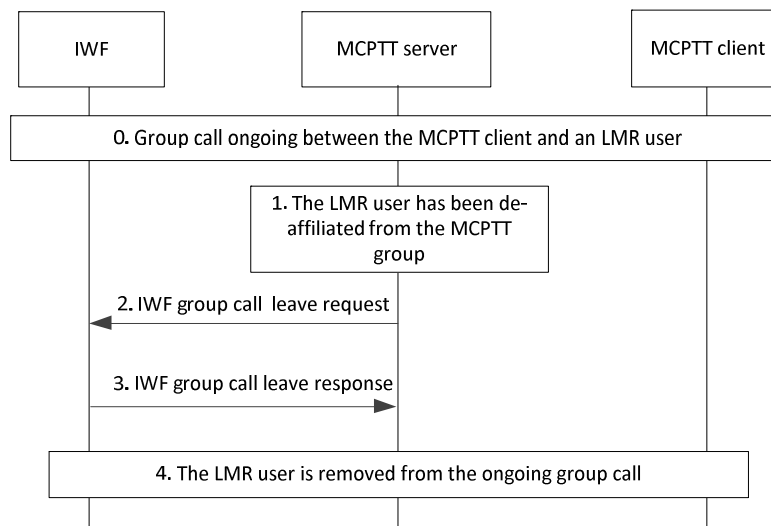 IWF
MCPTT server
MCPTT client
0. Group call ongoing between the MCPTT client and an LMR user
1. The LMR user has been de-
affiliated from the MCPTT
group
2. IWF group call  leave request
3. IWF group call leave response
4. The LMR user is removed from the ongoing group call